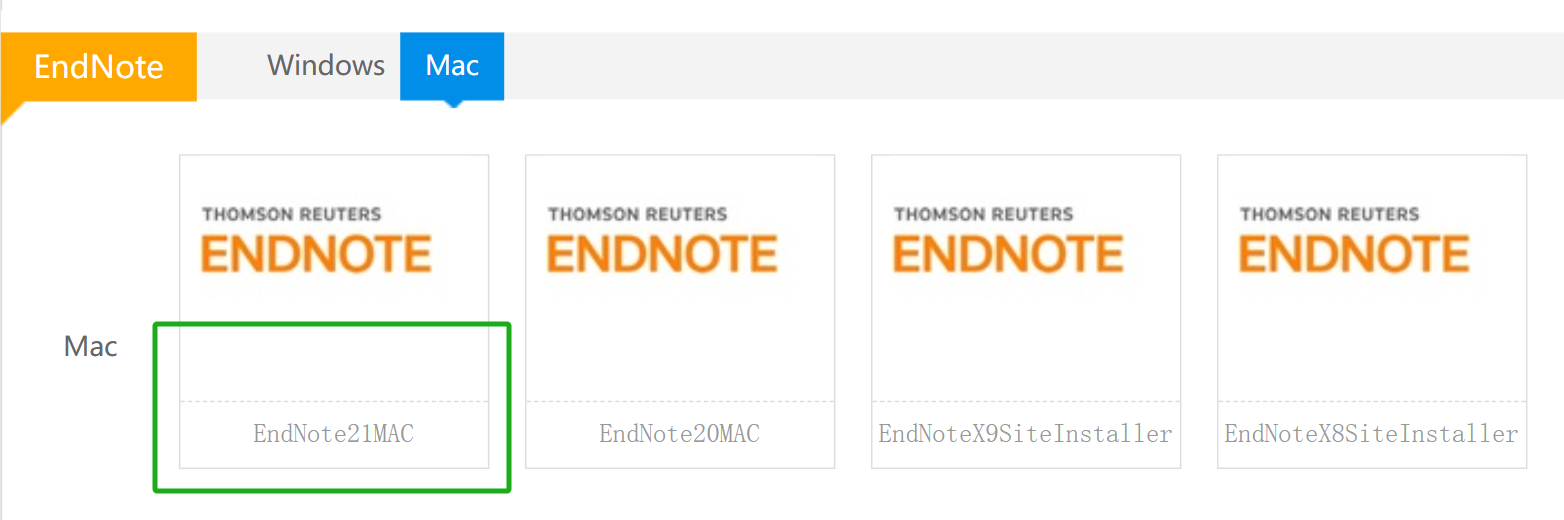 EndNote Windows Mac
THOMSON REUTERS THOMSON REUTERS THOMSON REUTERS THOMSON REUTERS
ENDNOTE ENDNOTE ENDNOTE ENDNOTE
Mac
EndNote21MAC EndNote20MAC EndNoteX9SiteInstaller EndNoteX8SiteInstaller